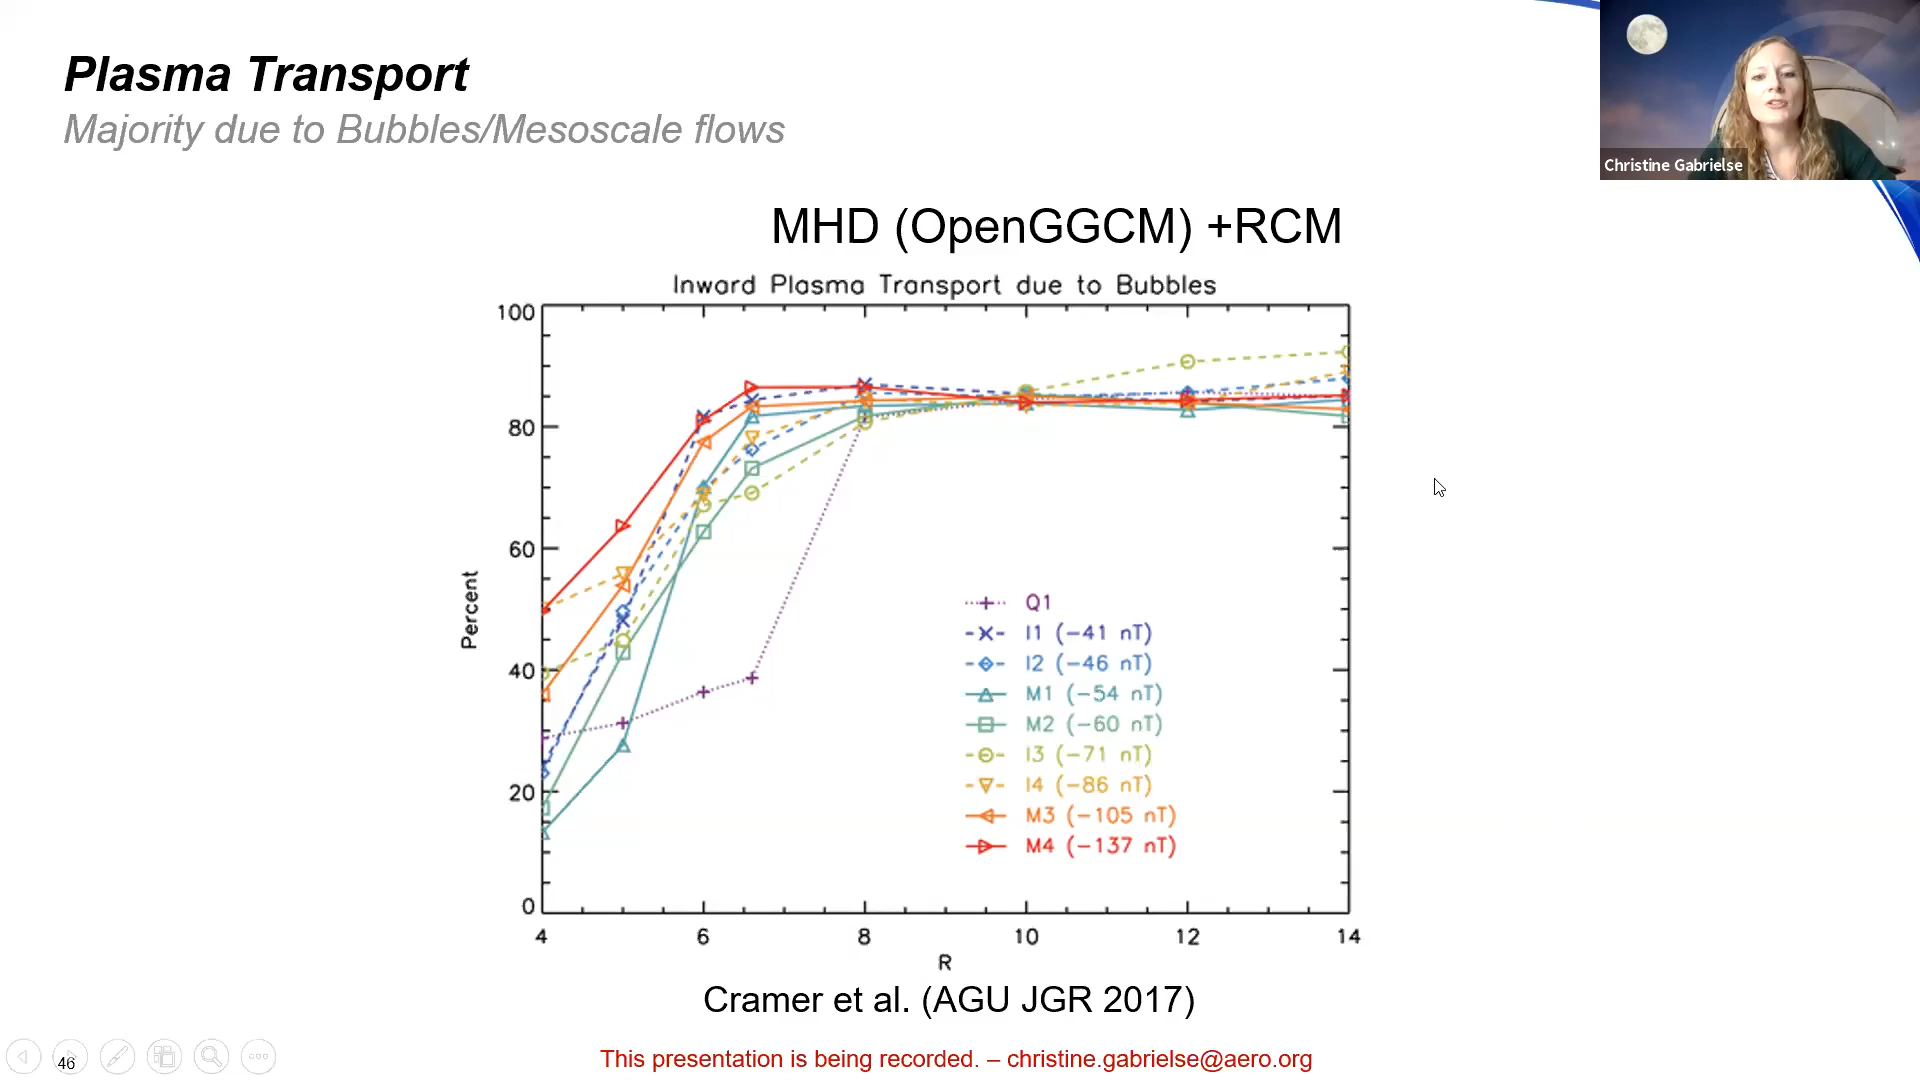 Plasma Transport
Majority due to Bubbles/Mesoscale flows
Christine Gabrielse
MHD (OpenGGCM) +RCM
Inward Plasma Transport due to Bubbles
100
80
60
40
20
0
Percent
Q1
I1 (−41 nT)
I2 (−46 nT)
M1 (−54 nT)
M2 (−60 nT)
I3 (−71 nT)
I4 (−86 nT)
M3 (−105 nT)
M4 (−137 nT)
4 6 8 10 12 14
R
Cramer et al. (AGU JGR 2017)
46
This presentation is being recorded. – christine.gabrielse@aero.org